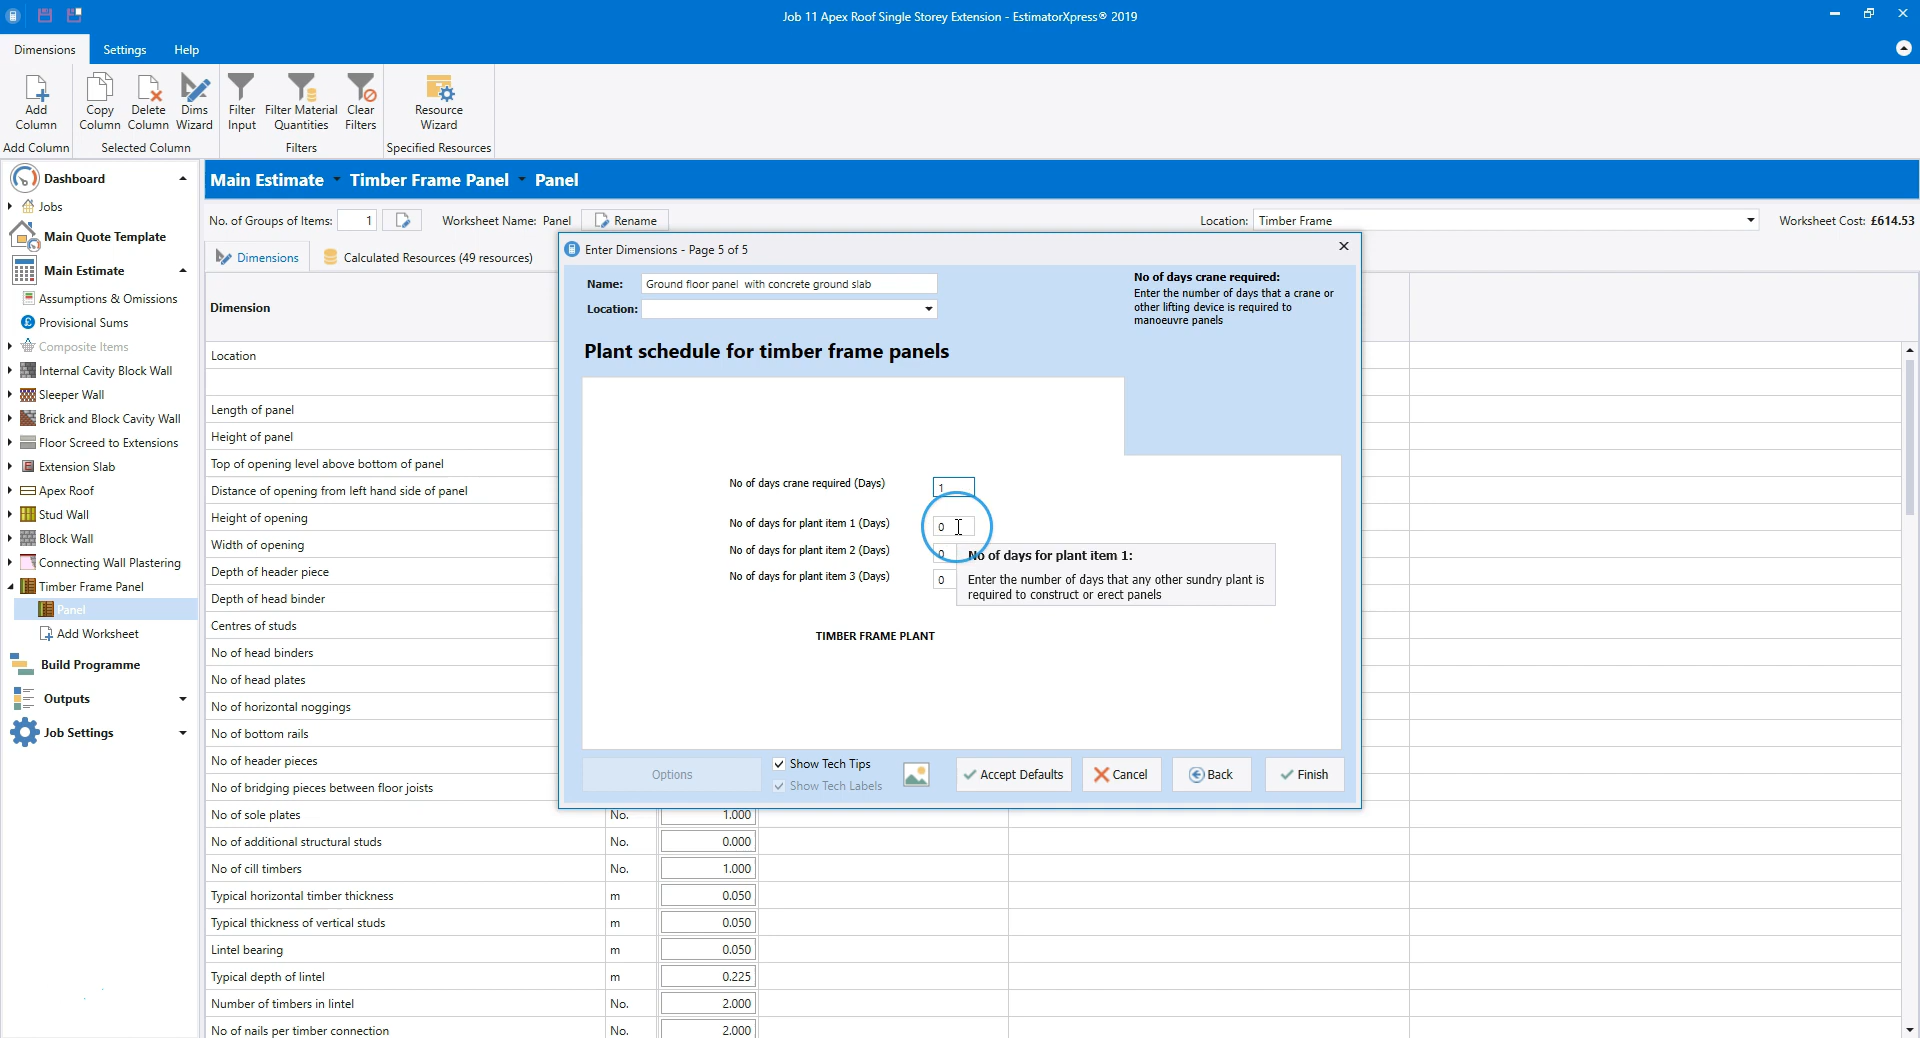 Job 11 Apex Roof Single Storey Extension - EstimatorXpress® 2019
Dimensions
Settings
Help
Add Column
Copy Column
Delete Column
Dims Wizard
Filter Input
Filter Material Quantities
Clear Filters
Resource Wizard
Add Column
Selected Column
Filters
Specified Resources
Dashboard
Jobs
Main Quote Template
Main Estimate
Assumptions & Omissions
Provisional Sums
Composite Items
Internal Cavity Block Wall
Sleeper Wall
Brick and Block Cavity Wall
Floor Screed to Extensions
Extension Slab
Apex Roof
Stud Wall
Block Wall
Connecting Wall Plastering
Timber Frame Panel
Panel
Add Worksheet
Build Programme
Outputs
Job Settings
Main Estimate Timber Frame Panel Panel
No. of Groups of Items: 1
Worksheet Name: Panel
Rename
Location: Timber Frame
Worksheet Cost: £614.53
Dimensions
Calculated Resources (49 resources)
Dimension
Location
Length of panel
Height of panel
Top of opening level above bottom of panel
Distance of opening from left hand side of panel
Height of opening
Width of opening
Depth of header piece
Depth of head binder
Centres of studs
No of head binders
No of head plates
No of horizontal noggings
No of bottom rails
No of header pieces
No of bridging pieces between floor joists
No of sole plates No. 1.000
No of additional structural studs No. 0.000
No of cill timbers No. 1.000
Typical horizontal timber thickness m 0.050
Typical thickness of vertical studs m 0.050
Lintel bearing m 0.050
Typical depth of lintel m 0.225
Number of timbers in lintel No. 2.000
No of nails per timber connection No. 2.000
Enter Dimensions - Page 5 of 5
Name: Ground floor panel with concrete ground slab
Location:
No of days crane required:
Enter the number of days that a crane or
other lifting device is required to
manoeuvre panels
Plant schedule for timber frame panels
No of days crane required (Days) 1
No of days for plant item 1 (Days) 0
No of days for plant item 2 (Days) 0
No of days for plant item 3 (Days) 0
No of days for plant item 1:
Enter the number of days that any other sundry plant is
required to construct or erect panels
TIMBER FRAME PLANT
Options
Show Tech Tips
Show Tech Labels
Accept Defaults
Cancel
Back
Finish